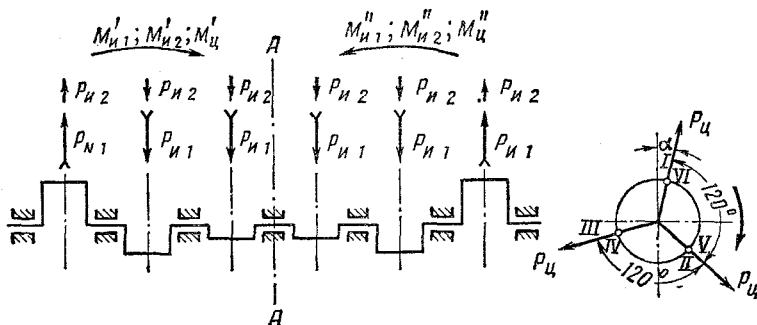 M'и1; M'и2; M'ц
A
M"и1; M"и2; M"ц
Pи2 Pи2 Pи2 Pи2 Pи2 Pи2
Pи1 Pи1 Pи1 Pи1 Pи1 Pи1
A
Pц
α
I
VI
120°
III
IV
V
II
Pц
120°
Pц